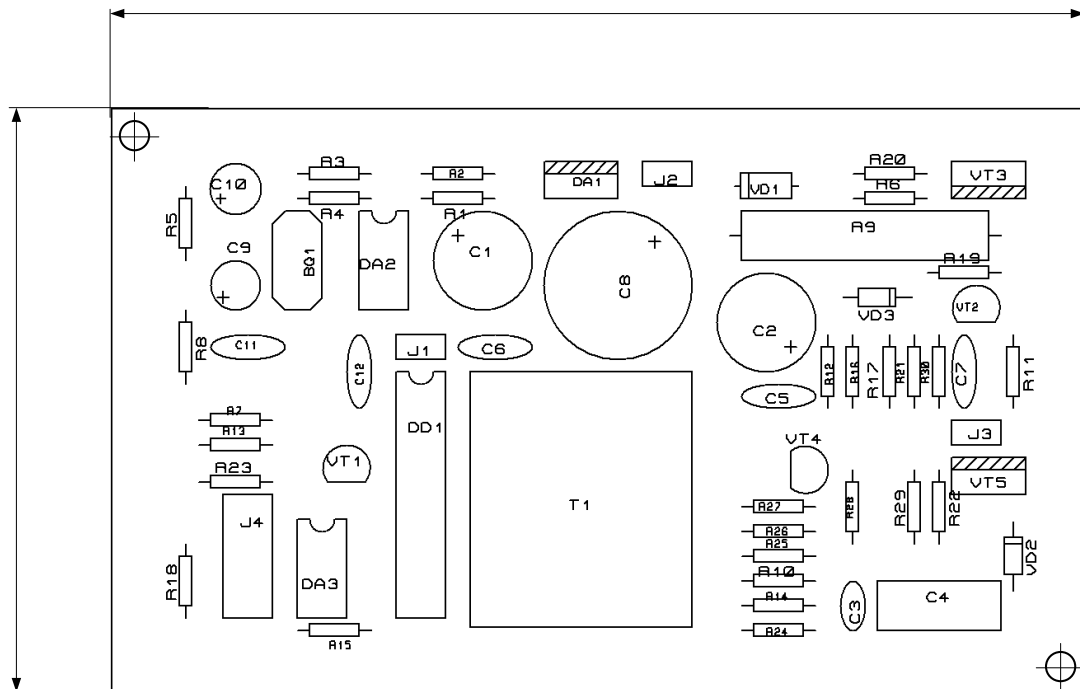 R3
R2
DA1
J2
VD1
R20
R6
VT3
C10
R4
R1
R5
C9
BQ1
DA2
C1
C8
R9
R19
C2
VD3
VT2
R8
C11
C12
J1
C6
R12
R16
R17
R21
R30
C7
R11
C5
R7
R13
DD1
J3
VT1
VT4
R23
VT5
J4
T1
R27
R28
R29
R22
R26
R25
VD2
R18
DA3
R10
R14
C3
C4
R24
R15